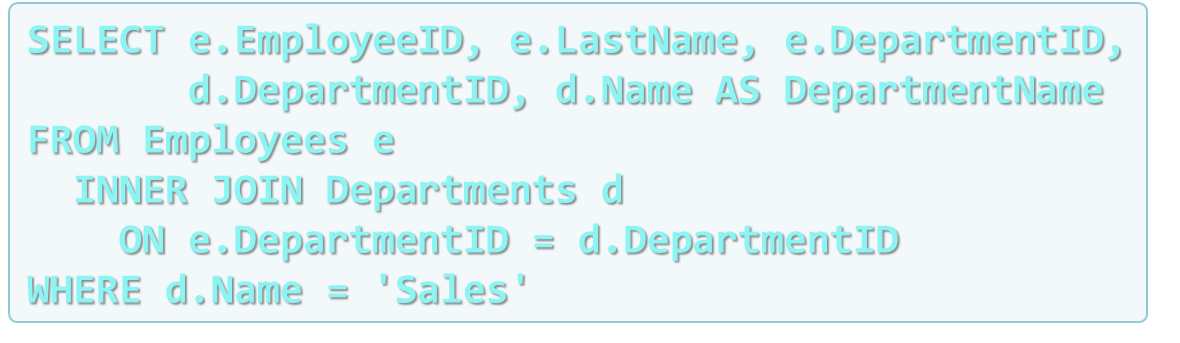 SELECT e.EmployeeID, e.LastName, e.DepartmentID,
       d.DepartmentID, d.Name AS DepartmentName
FROM Employees e
  INNER JOIN Departments d
    ON e.DepartmentID = d.DepartmentID
WHERE d.Name = 'Sales'